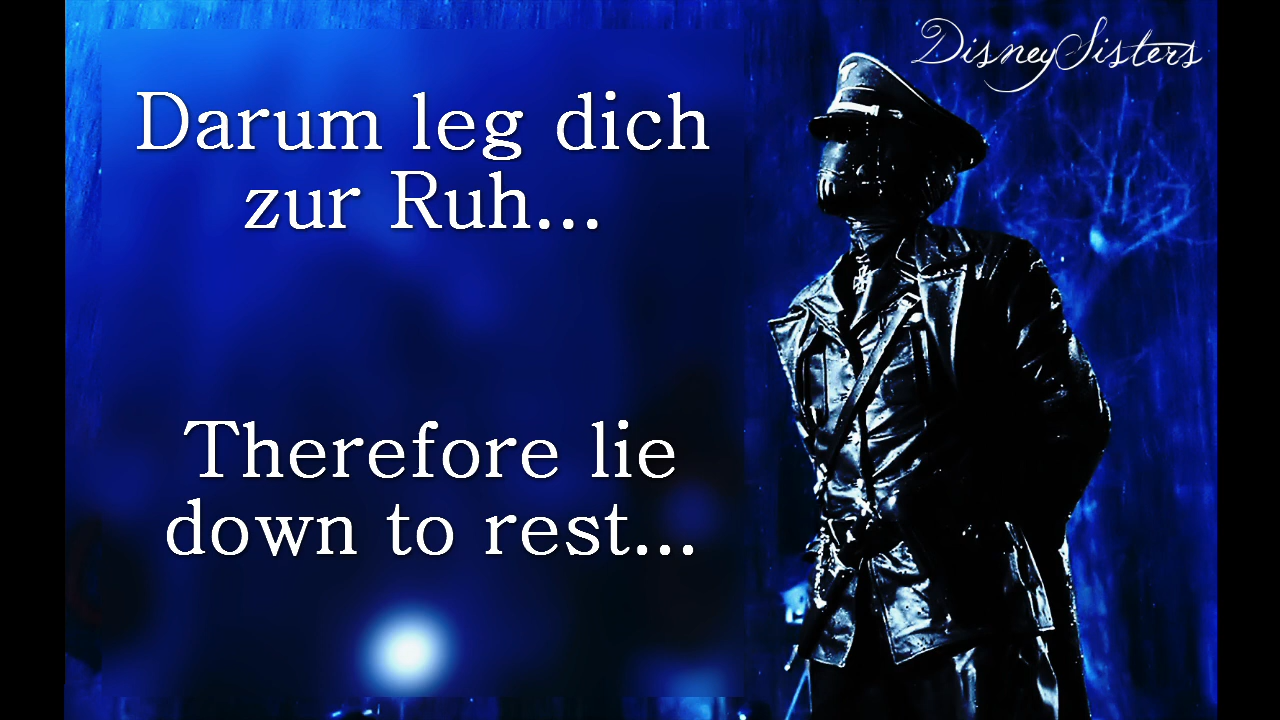 DisneySisters
Darum leg dich
zur Ruh...
Therefore lie
down to rest...